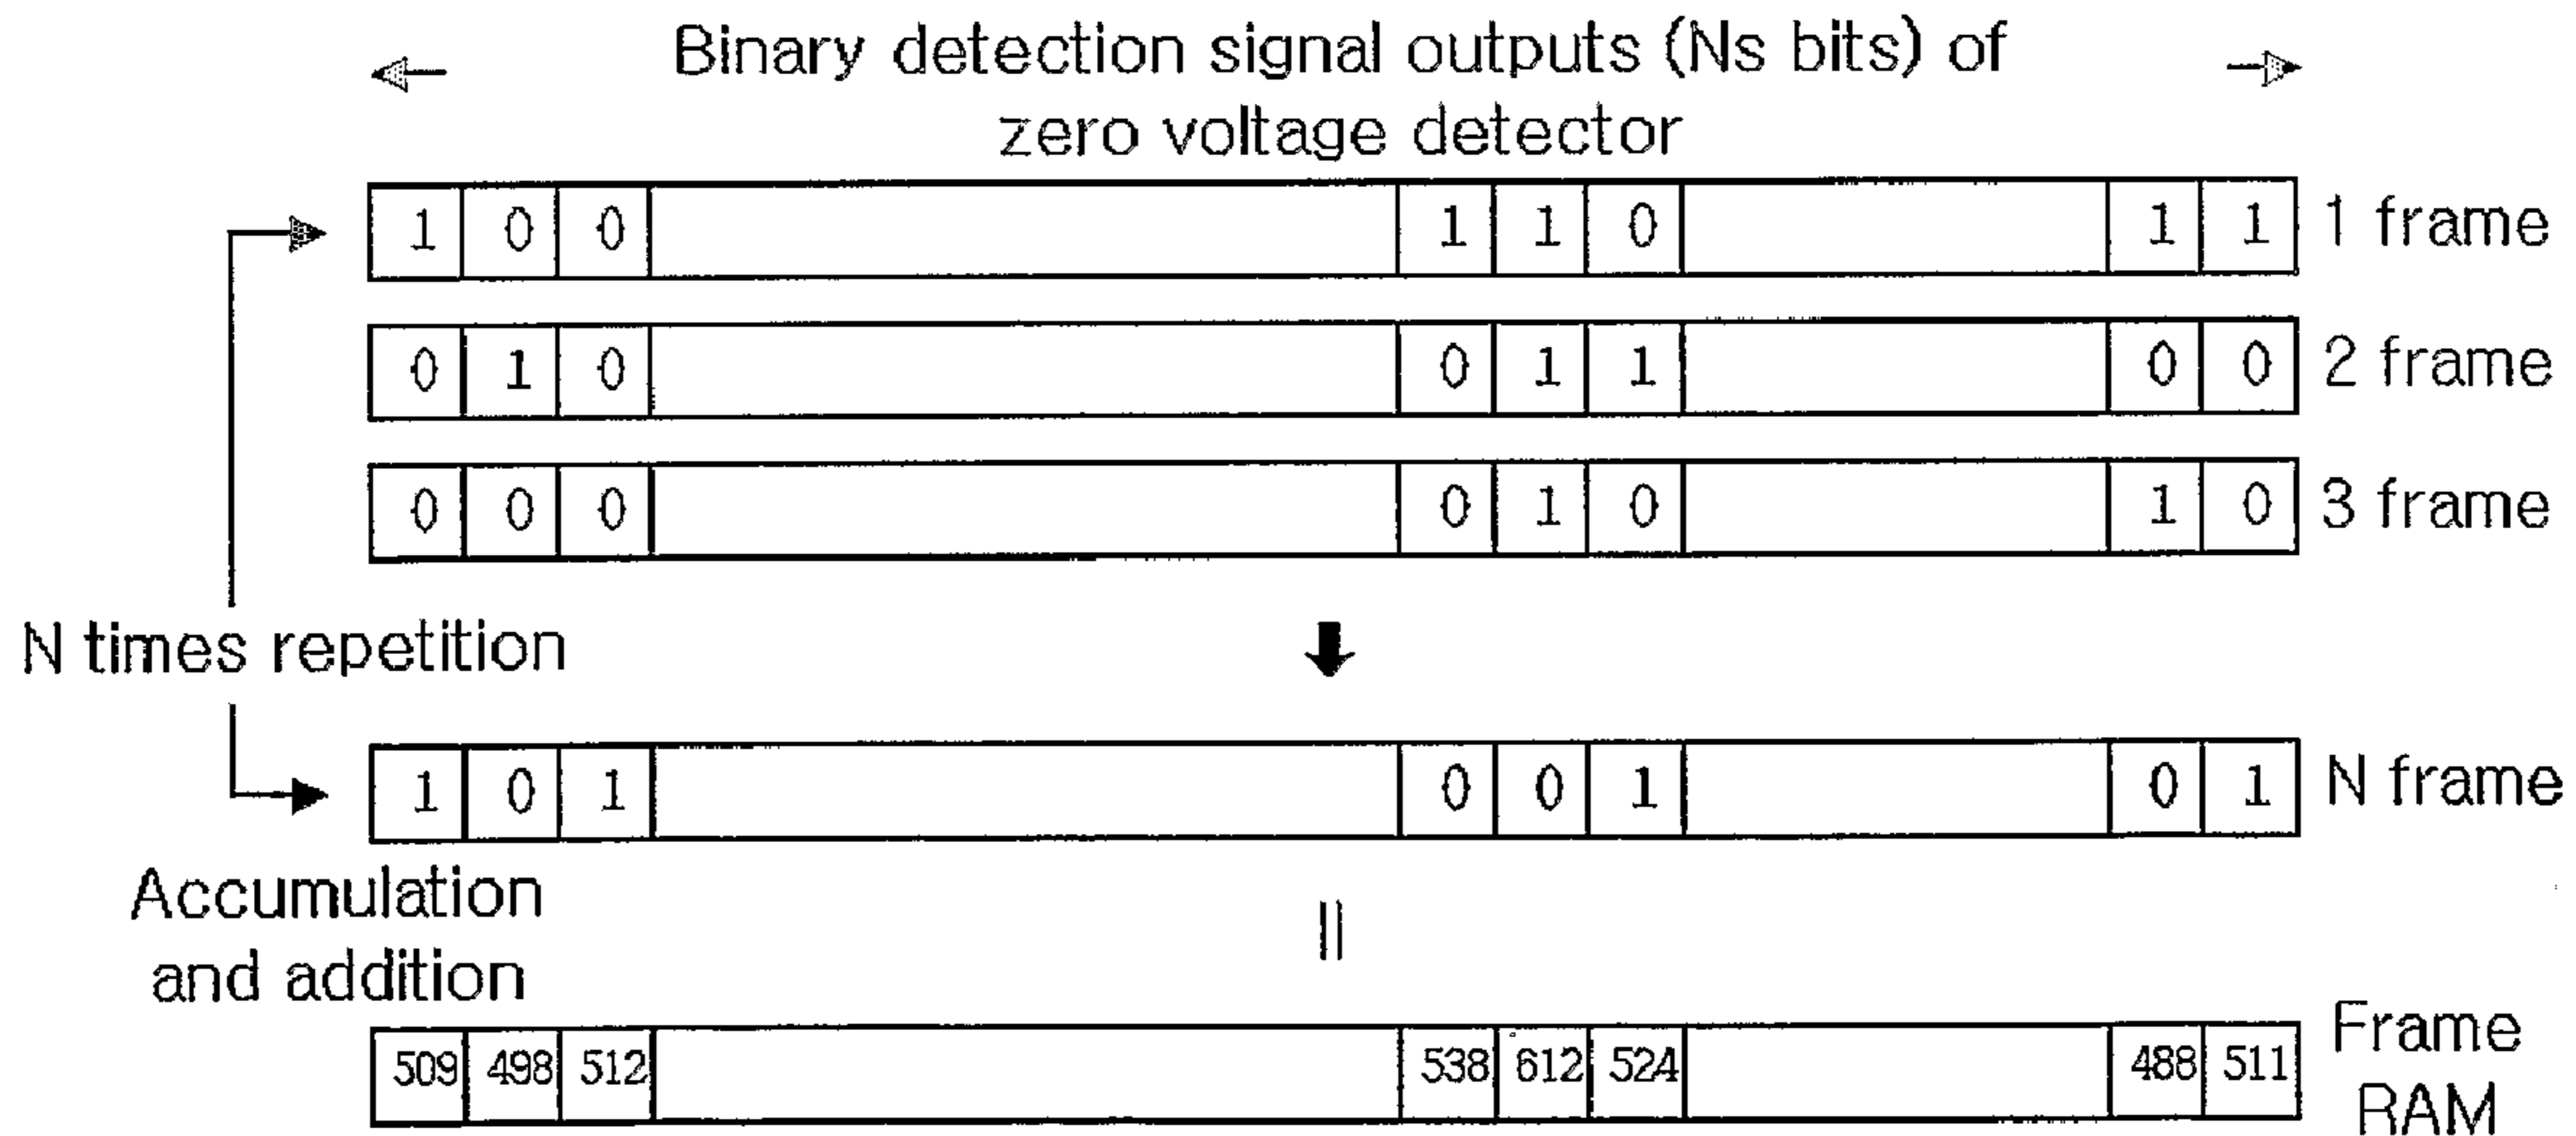 Binary detection signal outputs (Ns bits) of
zero voltage detector
1 0 0 1 1 0 1 1 1 frame
0 1 0 0 1 1 0 0 2 frame
0 0 0 0 1 0 1 0 3 frame
N times repetition
1 0 1 0 0 1 0 1 N frame
Accumulation
and addition
509 498 512 538 612 524 488 511 Frame
RAM